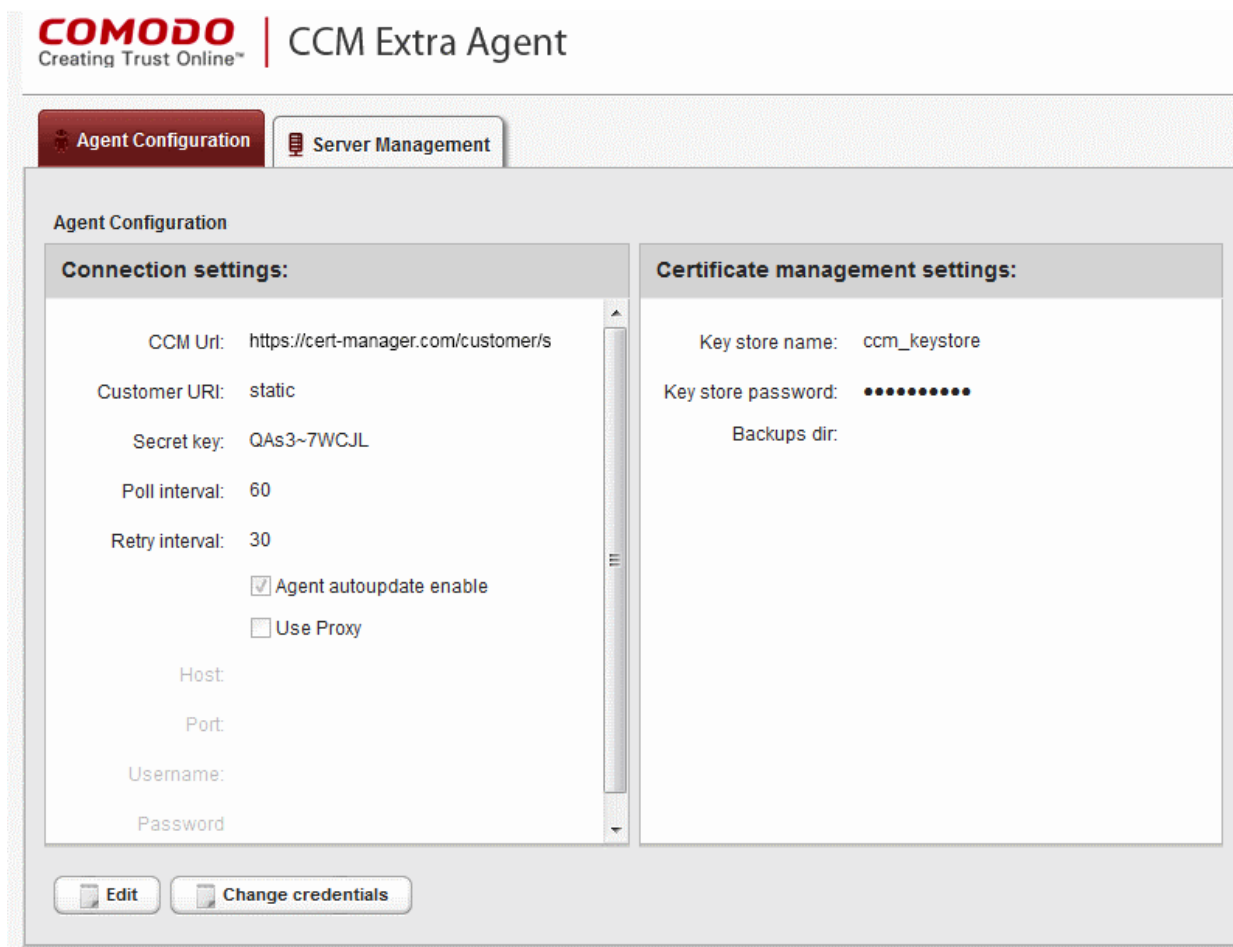 COMODO
Creating Trust Online™
CCM Extra Agent
Agent Configuration
Server Management
Agent Configuration
Connection settings:
CCM Url: https://cert-manager.com/customer/s
Customer URI: static
Secret key: QAs3~7WCJL
Poll interval: 60
Retry interval: 30
Agent autoupdate enable
Use Proxy
Host:
Port:
Username:
Password
Certificate management settings:
Key store name: ccm_keystore
Key store password: ••••••••••
Backups dir:
Edit
Change credentials